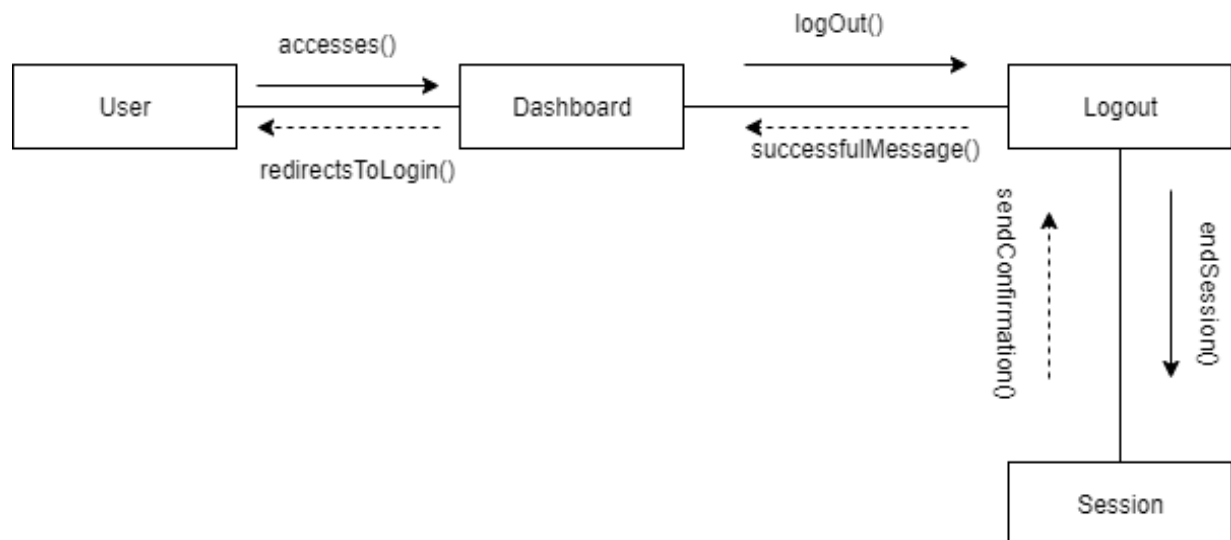 logOut()
accesses()
User
Dashboard
Logout
redirectsToLogin()
successfulMessage()
sendConfirmation()
endSession()
Session